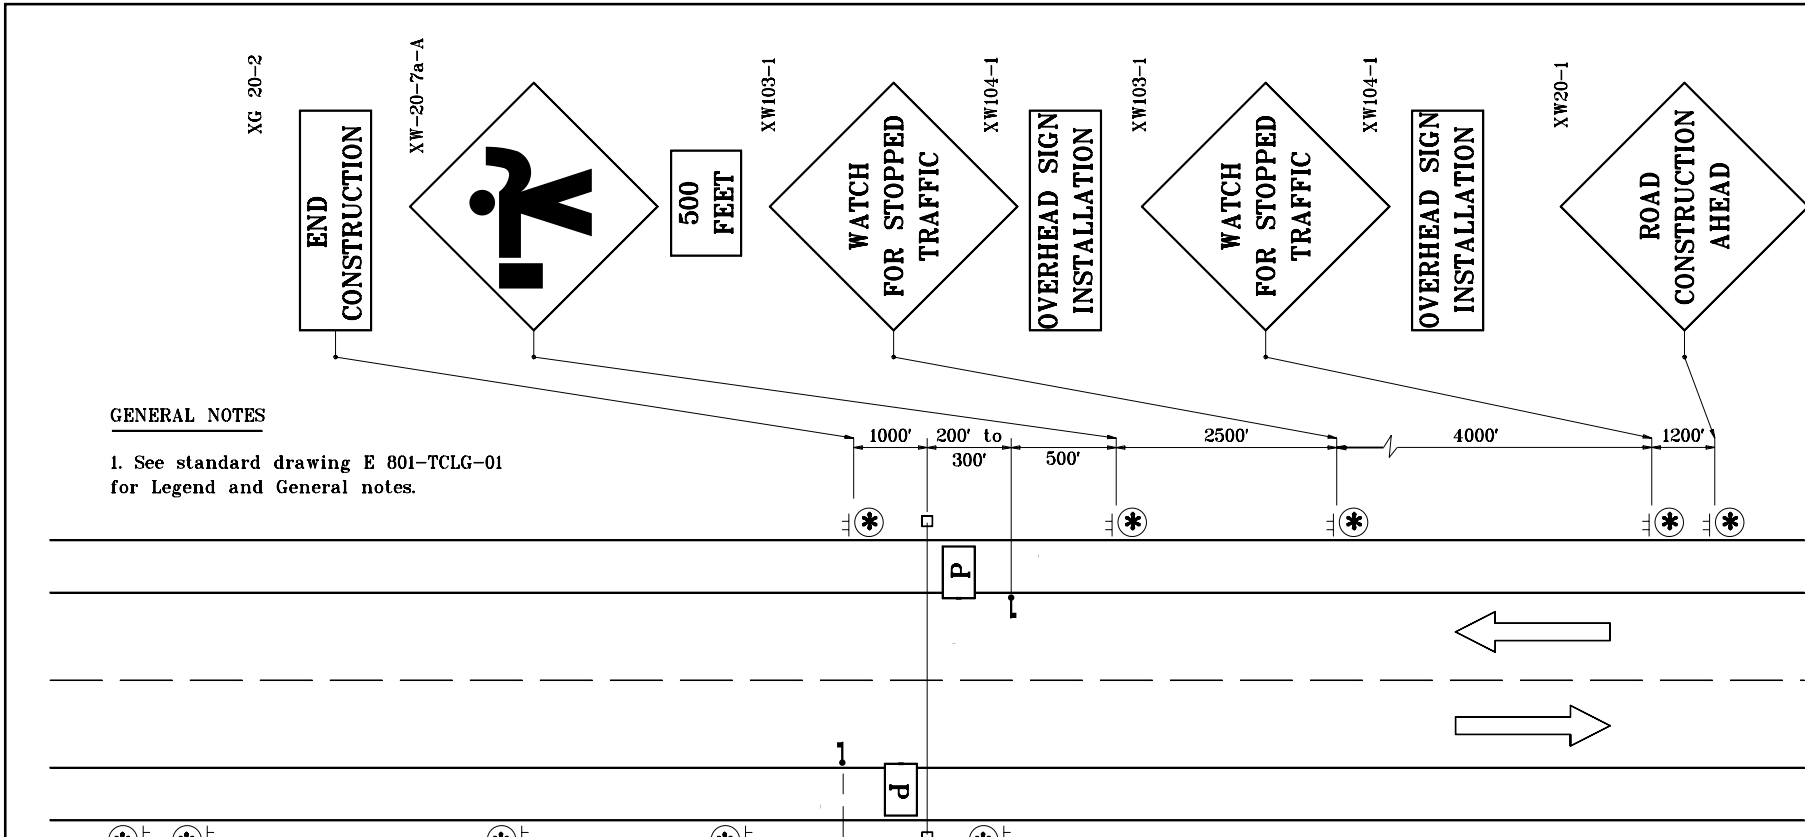 XG 20-2
END
CONSTRUCTION
XW-20-7a-A
500
FEET
XW103-1
WATCH
FOR STOPPED
TRAFFIC
XW104-1
OVERHEAD SIGN
INSTALLATION
XW103-1
WATCH
FOR STOPPED
TRAFFIC
XW104-1
OVERHEAD SIGN
INSTALLATION
XW20-1
ROAD
CONSTRUCTION
AHEAD
GENERAL NOTES
1. See standard drawing E 801-TCLG-01
for Legend and General notes.
1000'
200' to
300'
500'
2500'
4000'
1200'
P
P